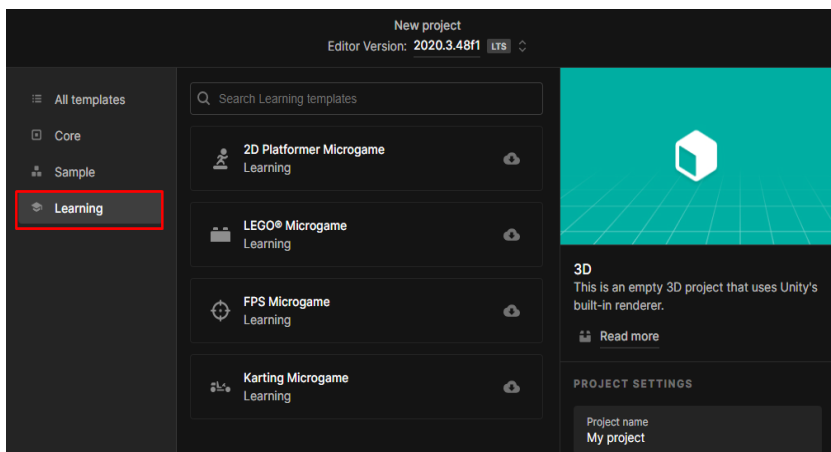 New project
Editor Version: 2020.3.48f1 LTS
All templates
Core
Sample
Learning
Search Learning templates
2D Platformer Microgame
Learning
LEGO® Microgame
Learning
FPS Microgame
Learning
Karting Microgame
Learning
3D
This is an empty 3D project that uses Unity's
built-in renderer.
Read more
PROJECT SETTINGS
Project name
My project